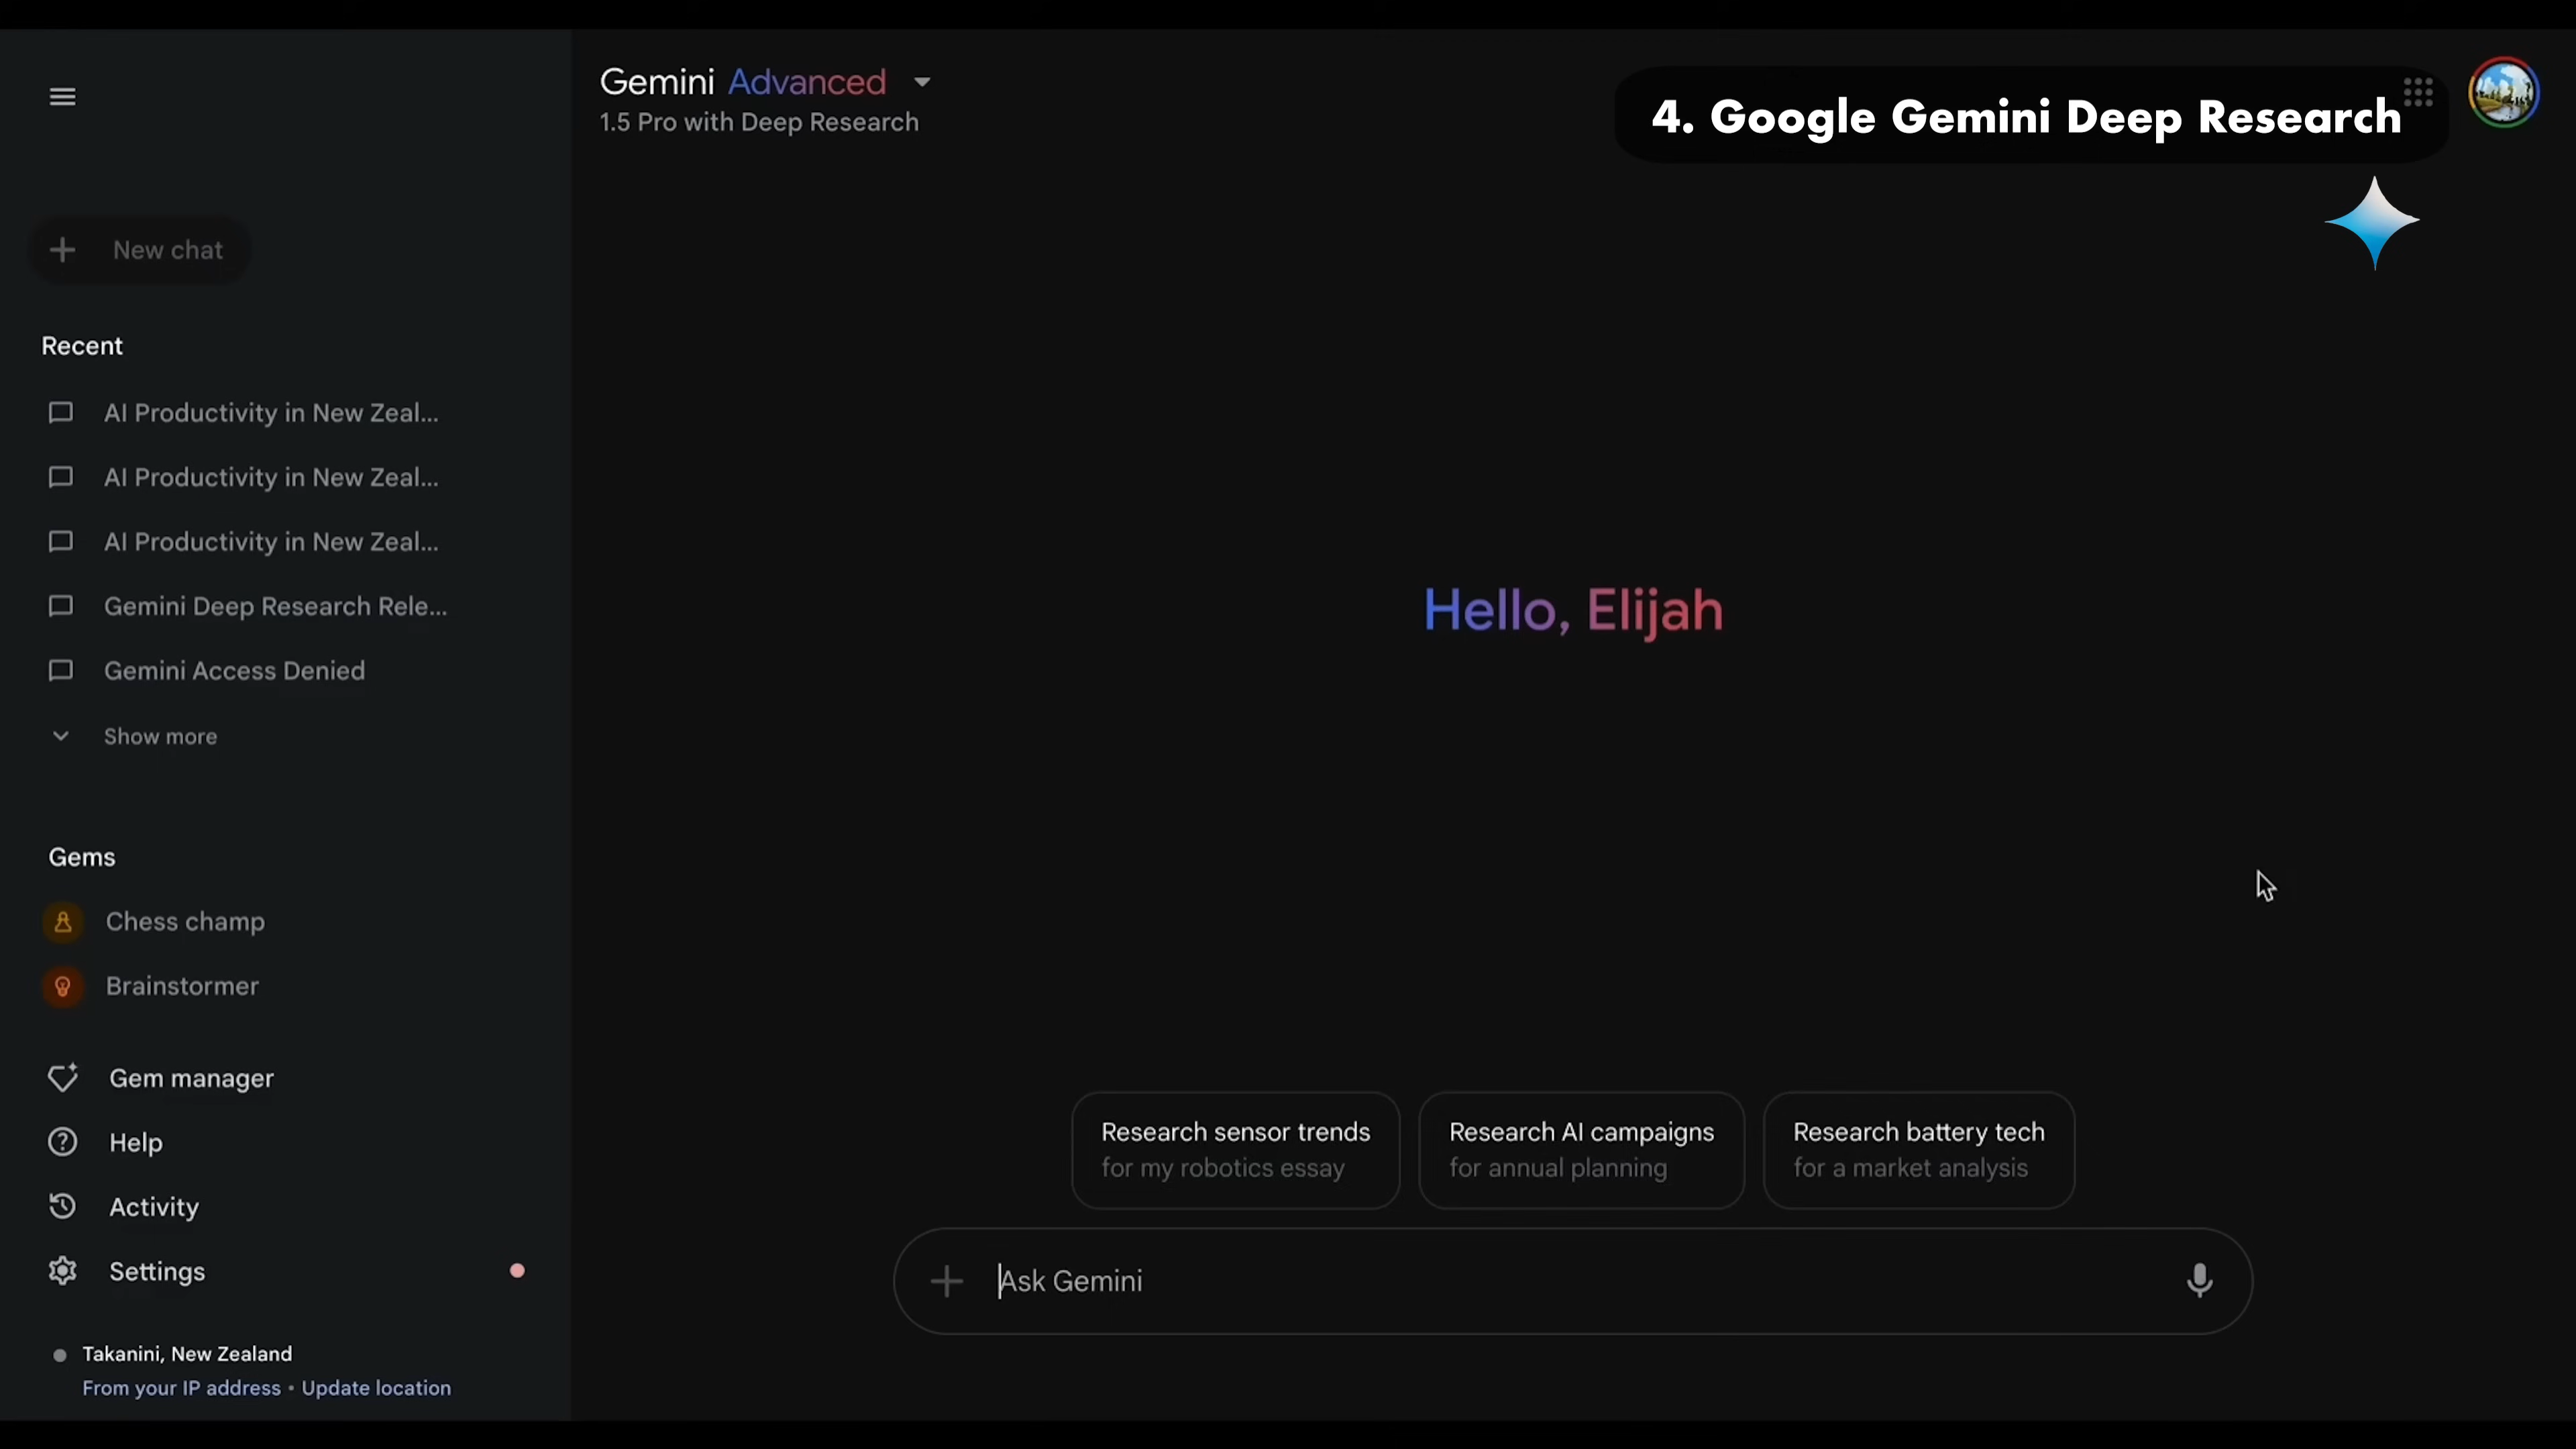 Gemini Advanced
1.5 Pro with Deep Research
4. Google Gemini Deep Research
New chat
Recent
AI Productivity in New Zeal...
AI Productivity in New Zeal...
AI Productivity in New Zeal...
Gemini Deep Research Rele...
Gemini Access Denied
Show more
Gems
Chess champ
Brainstormer
Gem manager
Help
Activity
Settings
Takanini, New Zealand
From your IP address • Update location
Hello, Elijah
Research sensor trends
for my robotics essay
Research AI campaigns
for annual planning
Research battery tech
for a market analysis
Ask Gemini